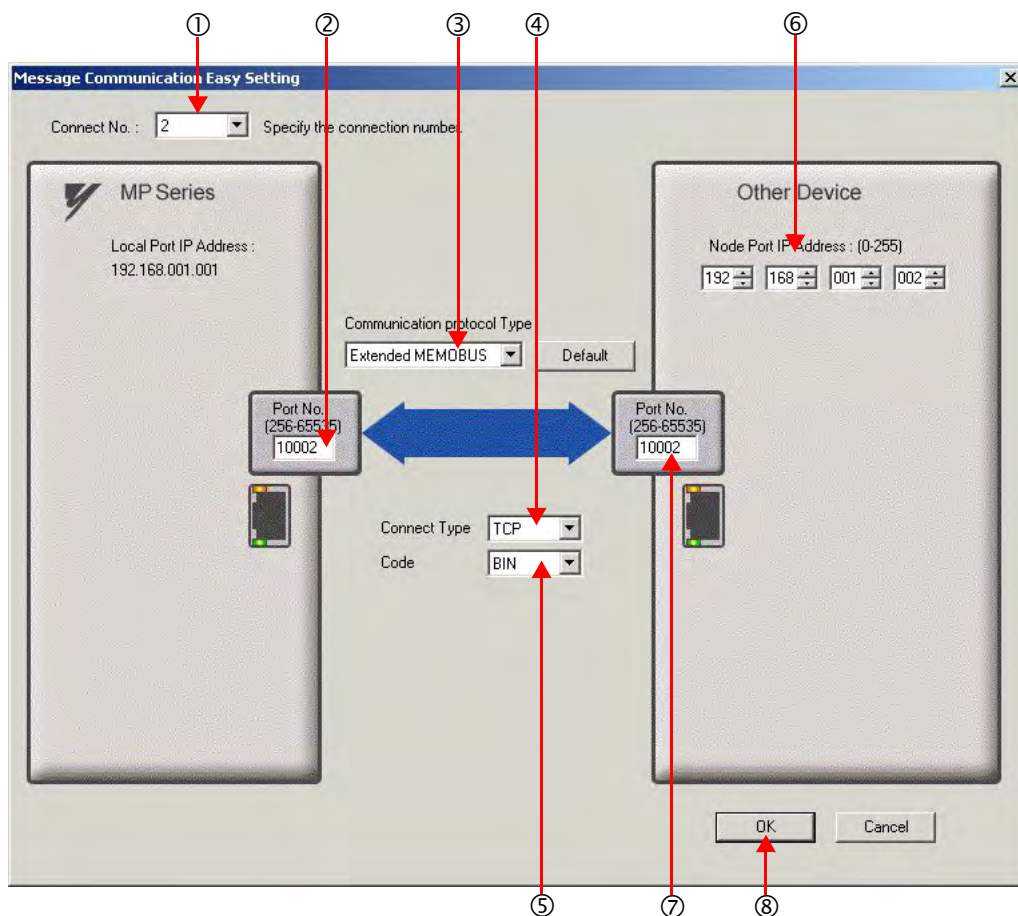 ① ② ③ ④ ⑥
Message Communication Easy Setting
Connect No. : 2 Specify the connection number.
MP Series
Local Port IP Address :
192.168.001.001
Other Device
Node Port IP Address : (0-255)
192 168 001 002
Communication protocol Type
Extended MEMOBUS Default
Port No.
(256-65535)
10002
Port No.
(256-65535)
10002
Connect Type TCP
Code BIN
OK Cancel
⑤ ⑦ ⑧